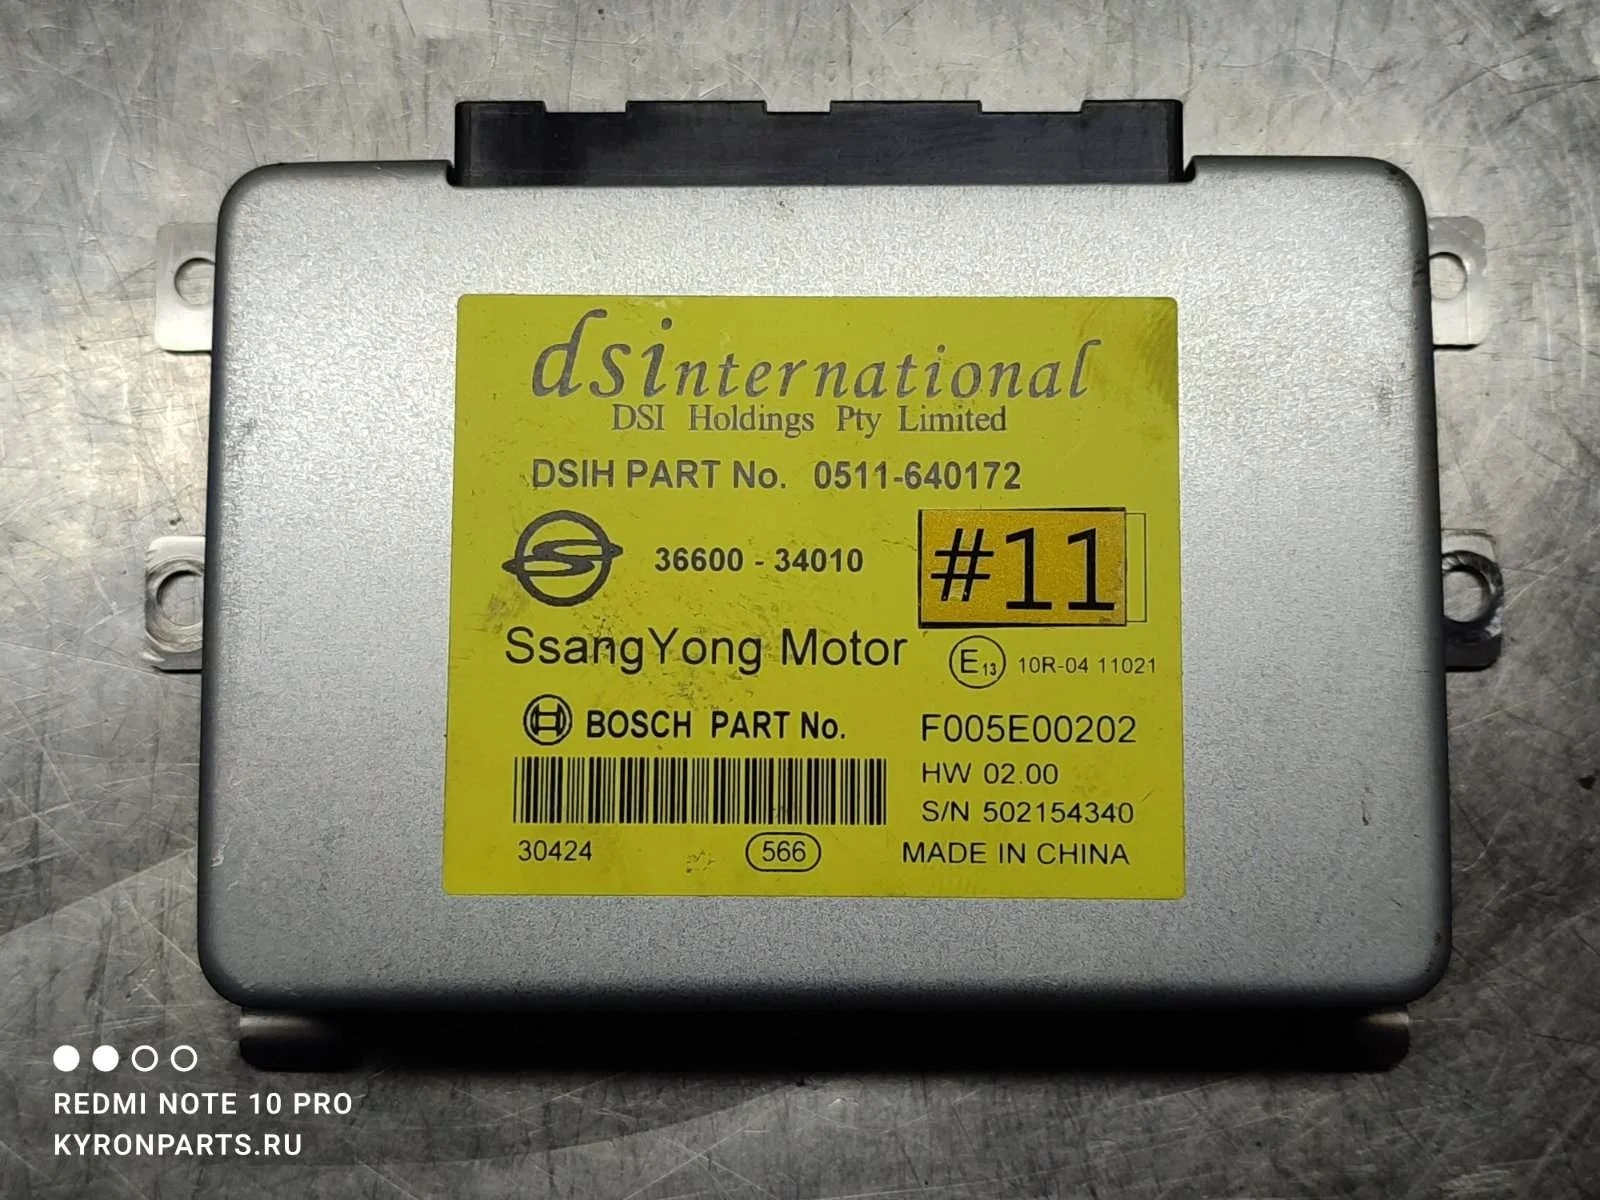 dsinternational
DSI Holdings Pty Limited
DSIH PART No. 0511-640172
36600 - 34010
#11
SsangYong Motor
E13 10R-04 11021
BOSCH PART No. F005E00202
HW 02.00
S/N 502154340
30424 566 MADE IN CHINA
REDMI NOTE 10 PRO
KYRONPARTS.RU